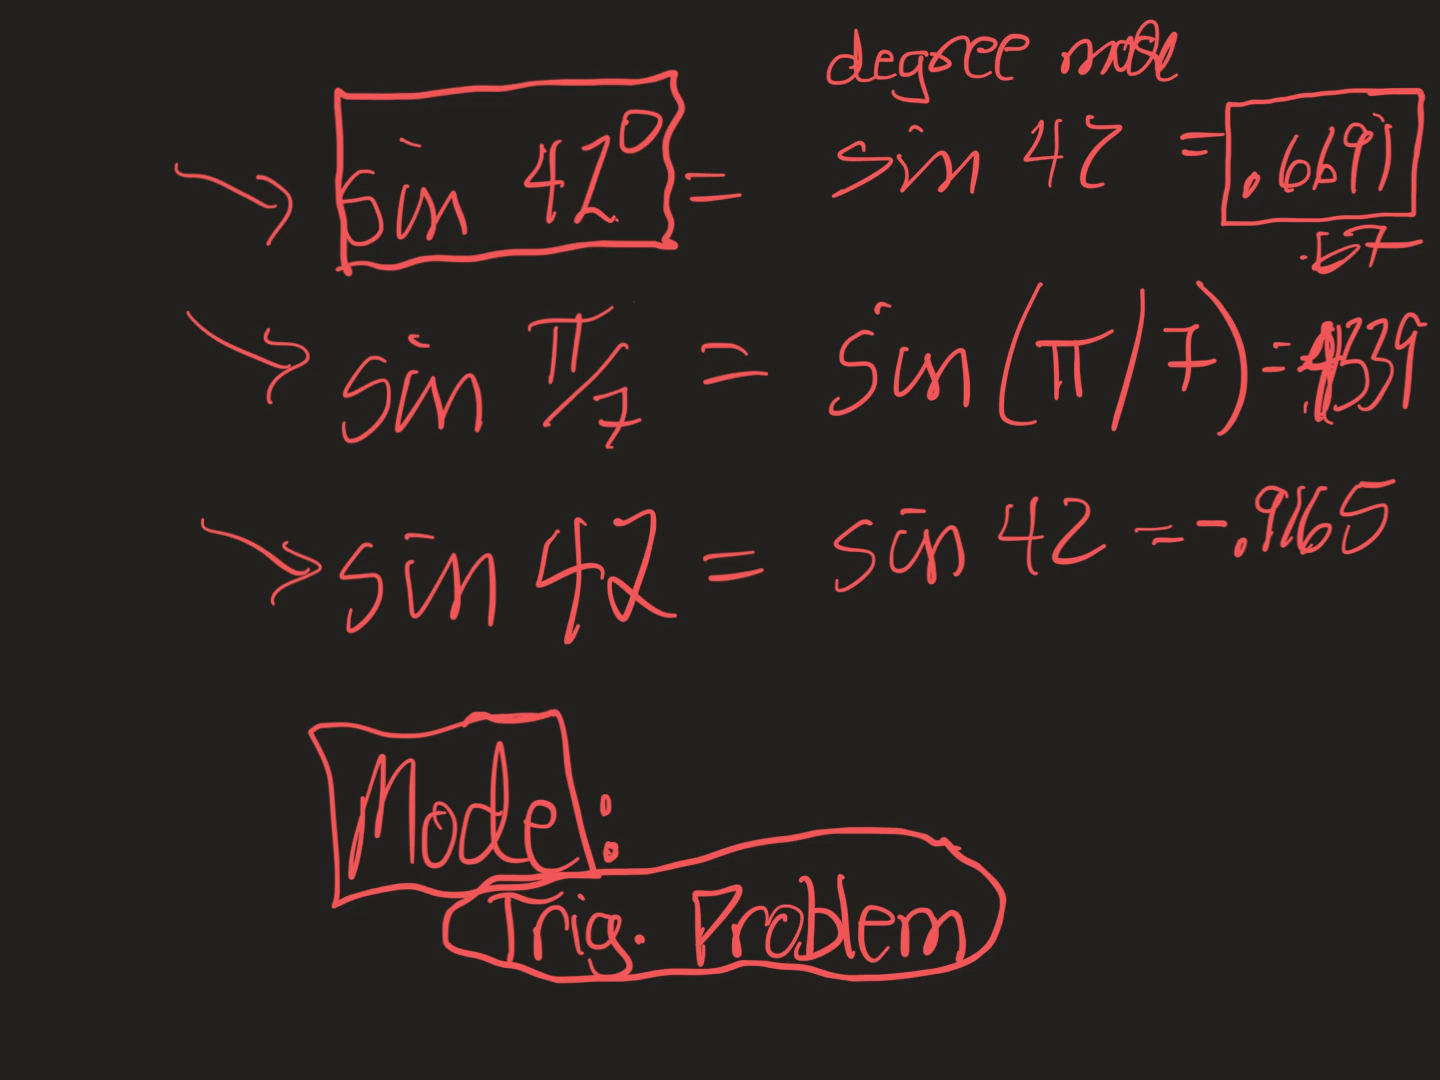 degree mode
sin 42° = sin 42 = .6691
.67
sin π/7 = sin(π/7) = .4339
sin 42 = sin 42 = -.9165
Mode:
Trig. Problem